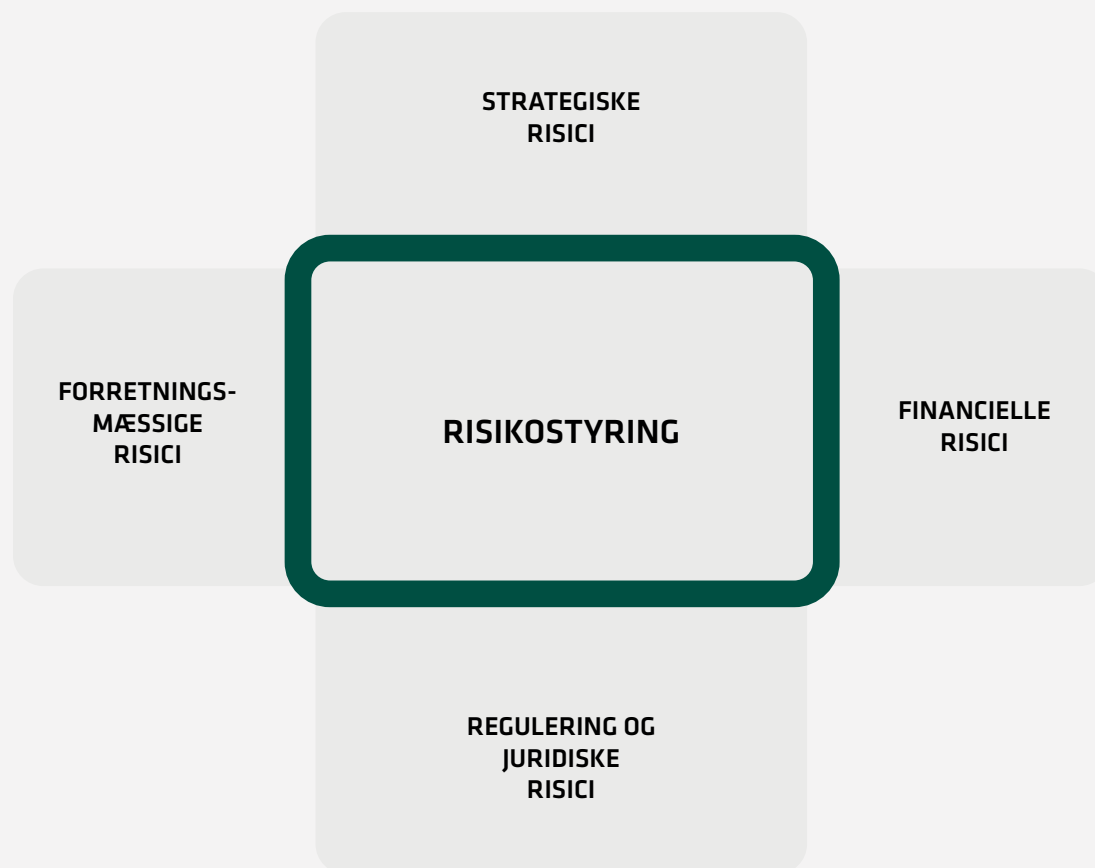 STRATEGISKE
RISICI
FORRETNINGS-
MÆSSIGE
RISICI
RISIKOSTYRING
FINANCIELLE
RISICI
REGULERING OG
JURIDISKE
RISICI